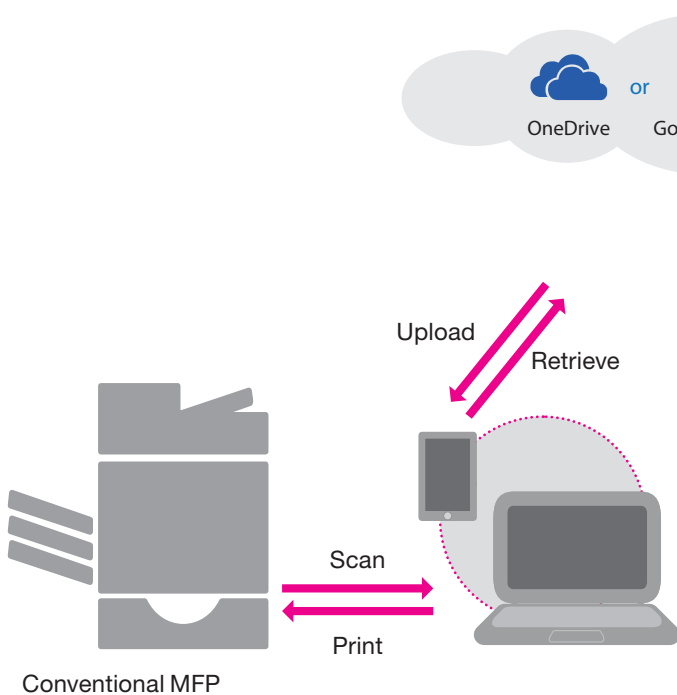 or
OneDrive
Upload
Retrieve
Scan
Print
Conventional MFP